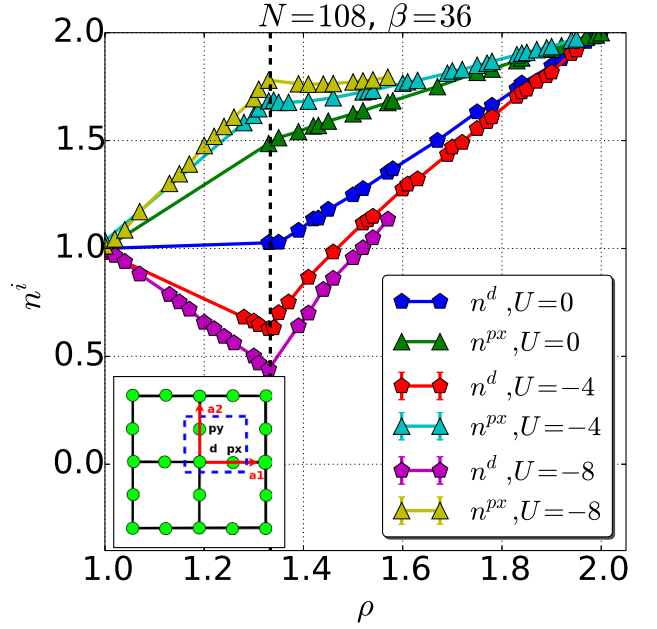 N=108, β=36
2.0
1.5
1.0
0.5
0.0
n^i
n^d ,U=0
n^px ,U=0
n^d ,U=−4
n^px ,U=−4
n^d ,U=−8
n^px ,U=−8
a2
py
d px
a1
1.0 1.2 1.4 1.6 1.8 2.0
ρ